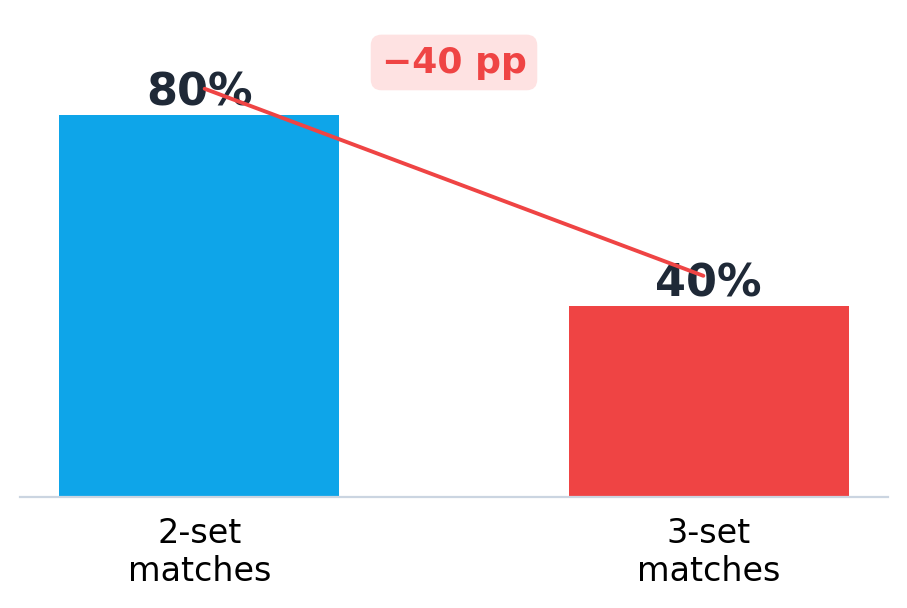 −40 pp
80%
40%
2-set
matches
3-set
matches